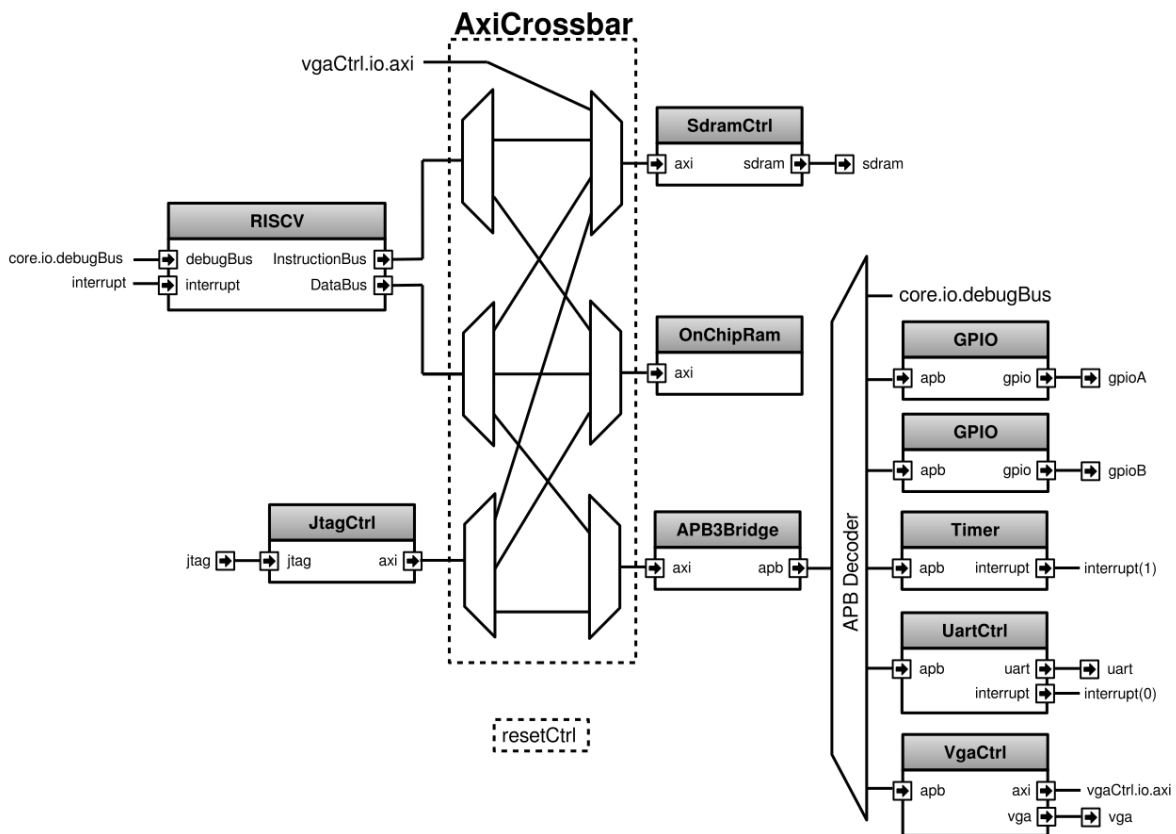 AxiCrossbar
vgaCtrl.io.axi
SdramCtrl
axi sdram
sdram
RISCV
core.io.debugBus
debugBus InstructionBus
interrupt
interrupt DataBus
core.io.debugBus
OnChipRam
axi
GPIO
apb gpio
gpioA
GPIO
apb gpio
gpioB
JtagCtrl
jtag
jtag axi
APB3Bridge
axi apb
APB Decoder
Timer
apb interrupt
interrupt(1)
UartCtrl
apb uart
uart
interrupt
interrupt(0)
resetCtrl
VgaCtrl
apb axi
vgaCtrl.io.axi
vga
vga